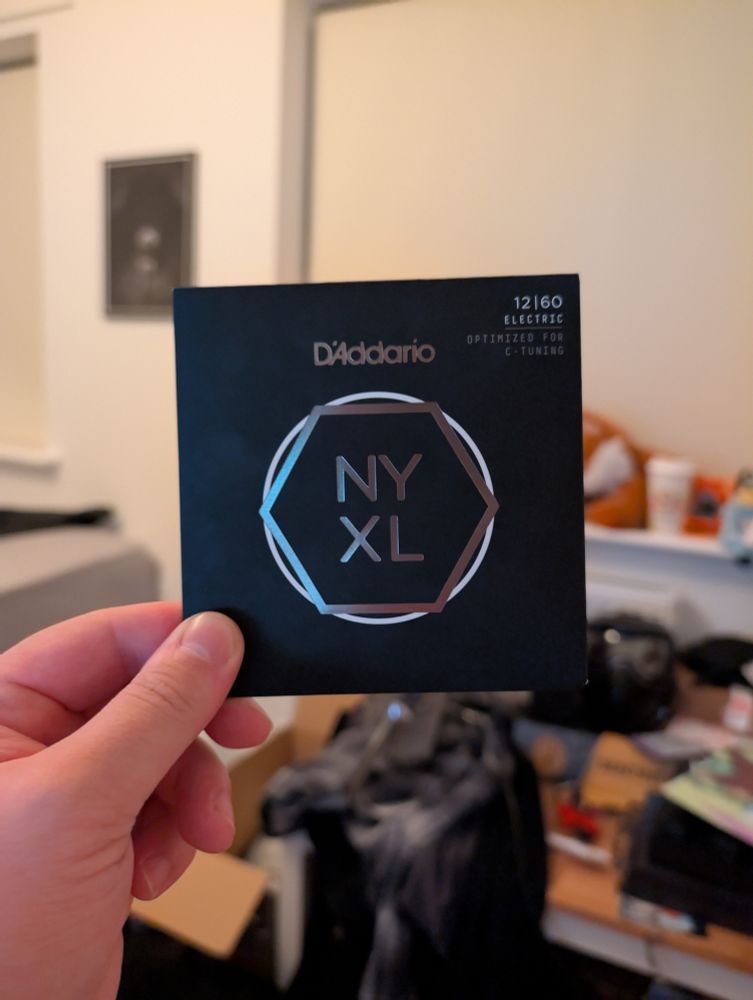 12|60
ELECTRIC
OPTIMIZED FOR
C-TUNING
D'Addario
NY
XL